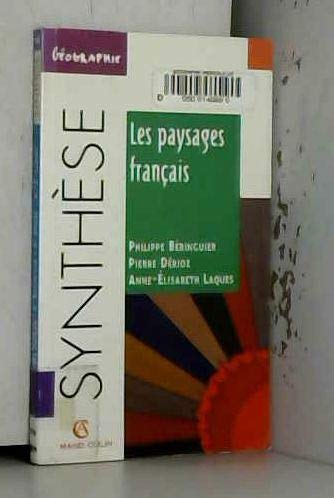 GÉOGRAPHIE
SYNTHÈSE
Les paysages
français
PHILIPPE BÉRINGUIER
PIERRE DÉRIOZ
ANNE-ÉLISABETH LAQUES
ARMAND COLIN